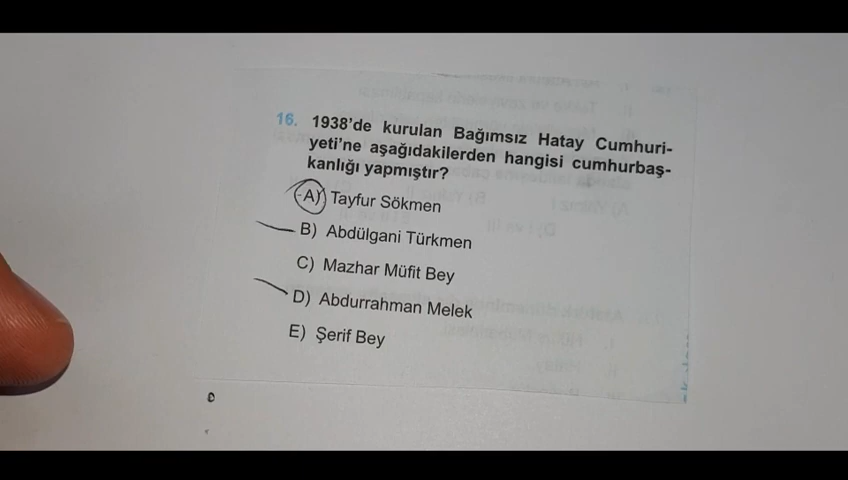 16. 1938'de kurulan Bağımsız Hatay Cumhuri-
yeti'ne aşağıdakilerden hangisi cumhurbaş-
kanlığı yapmıştır?
A) Tayfur Sökmen
B) Abdülgani Türkmen
C) Mazhar Müfit Bey
D) Abdurrahman Melek
E) Şerif Bey